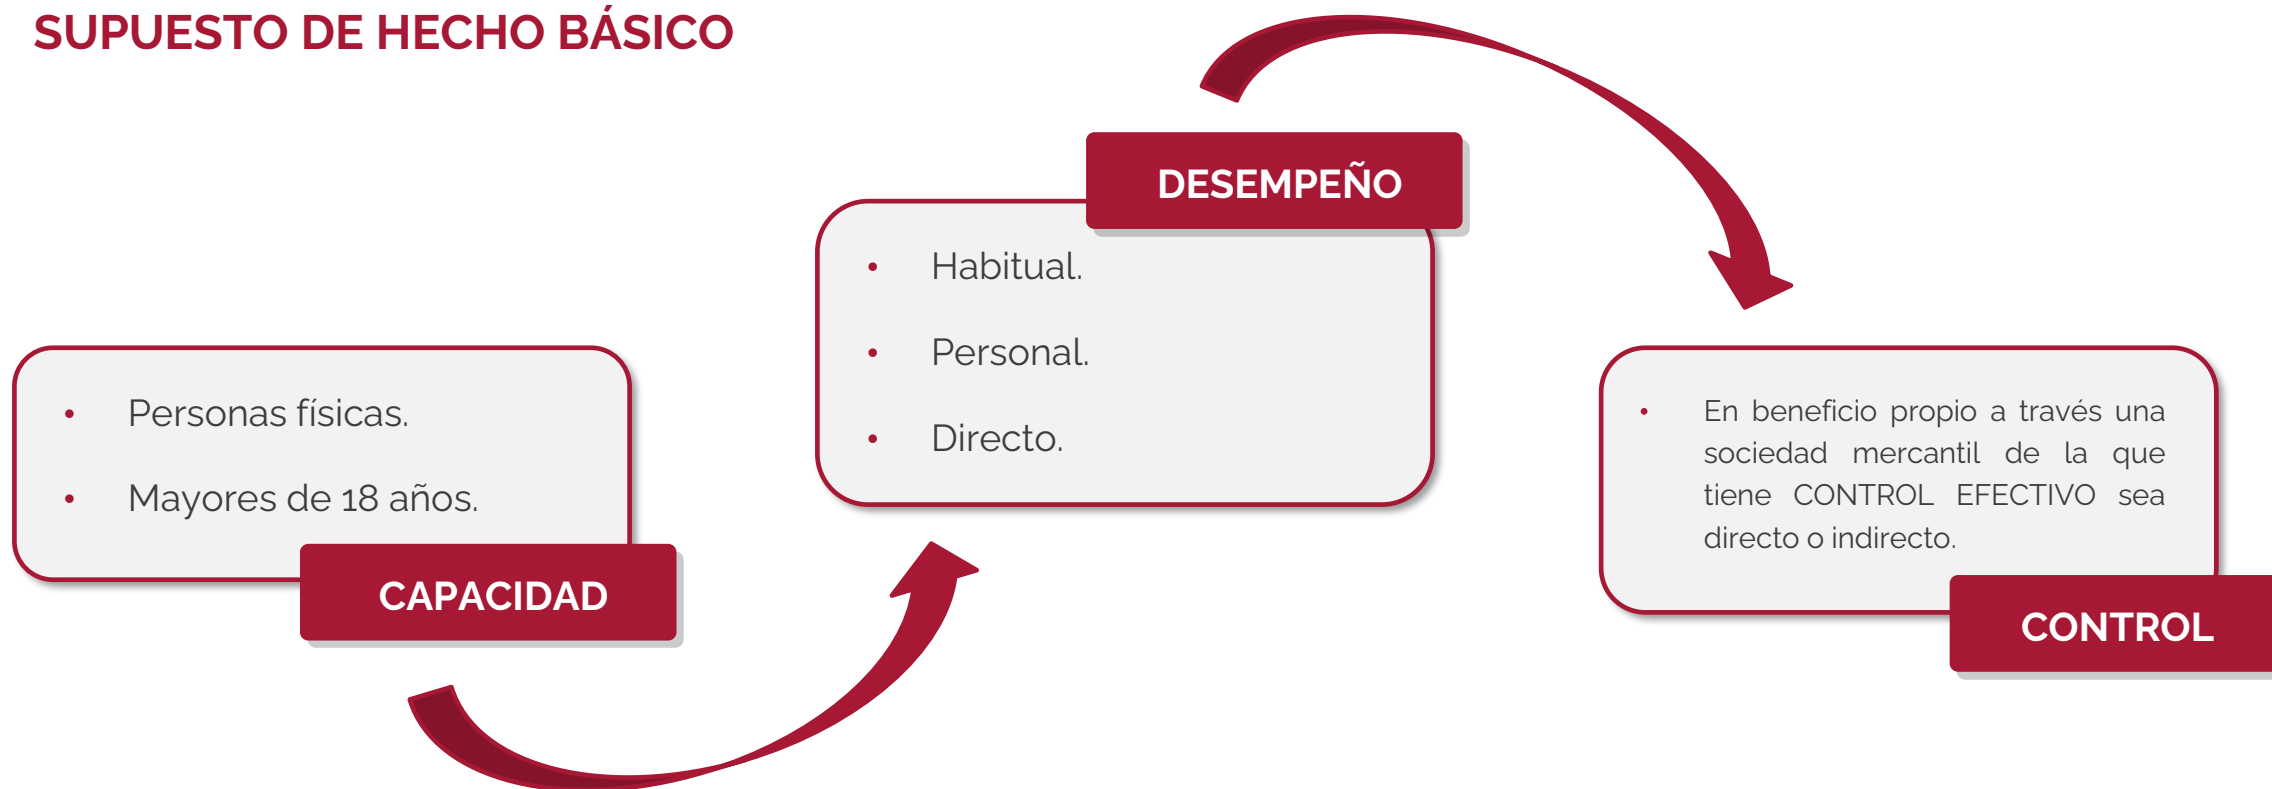 SUPUESTO DE HECHO BÁSICO
• Personas físicas.
• Mayores de 18 años.
CAPACIDAD
DESEMPEÑO
• Habitual.
• Personal.
• Directo.
• En beneficio propio a través una
sociedad mercantil de la que
tiene CONTROL EFECTIVO sea
directo o indirecto.
CONTROL